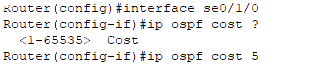 Router(config)#interface se0/1/0
Router(config-if)#ip ospf cost ?
  <1-65535>  Cost
Router(config-if)#ip ospf cost 5